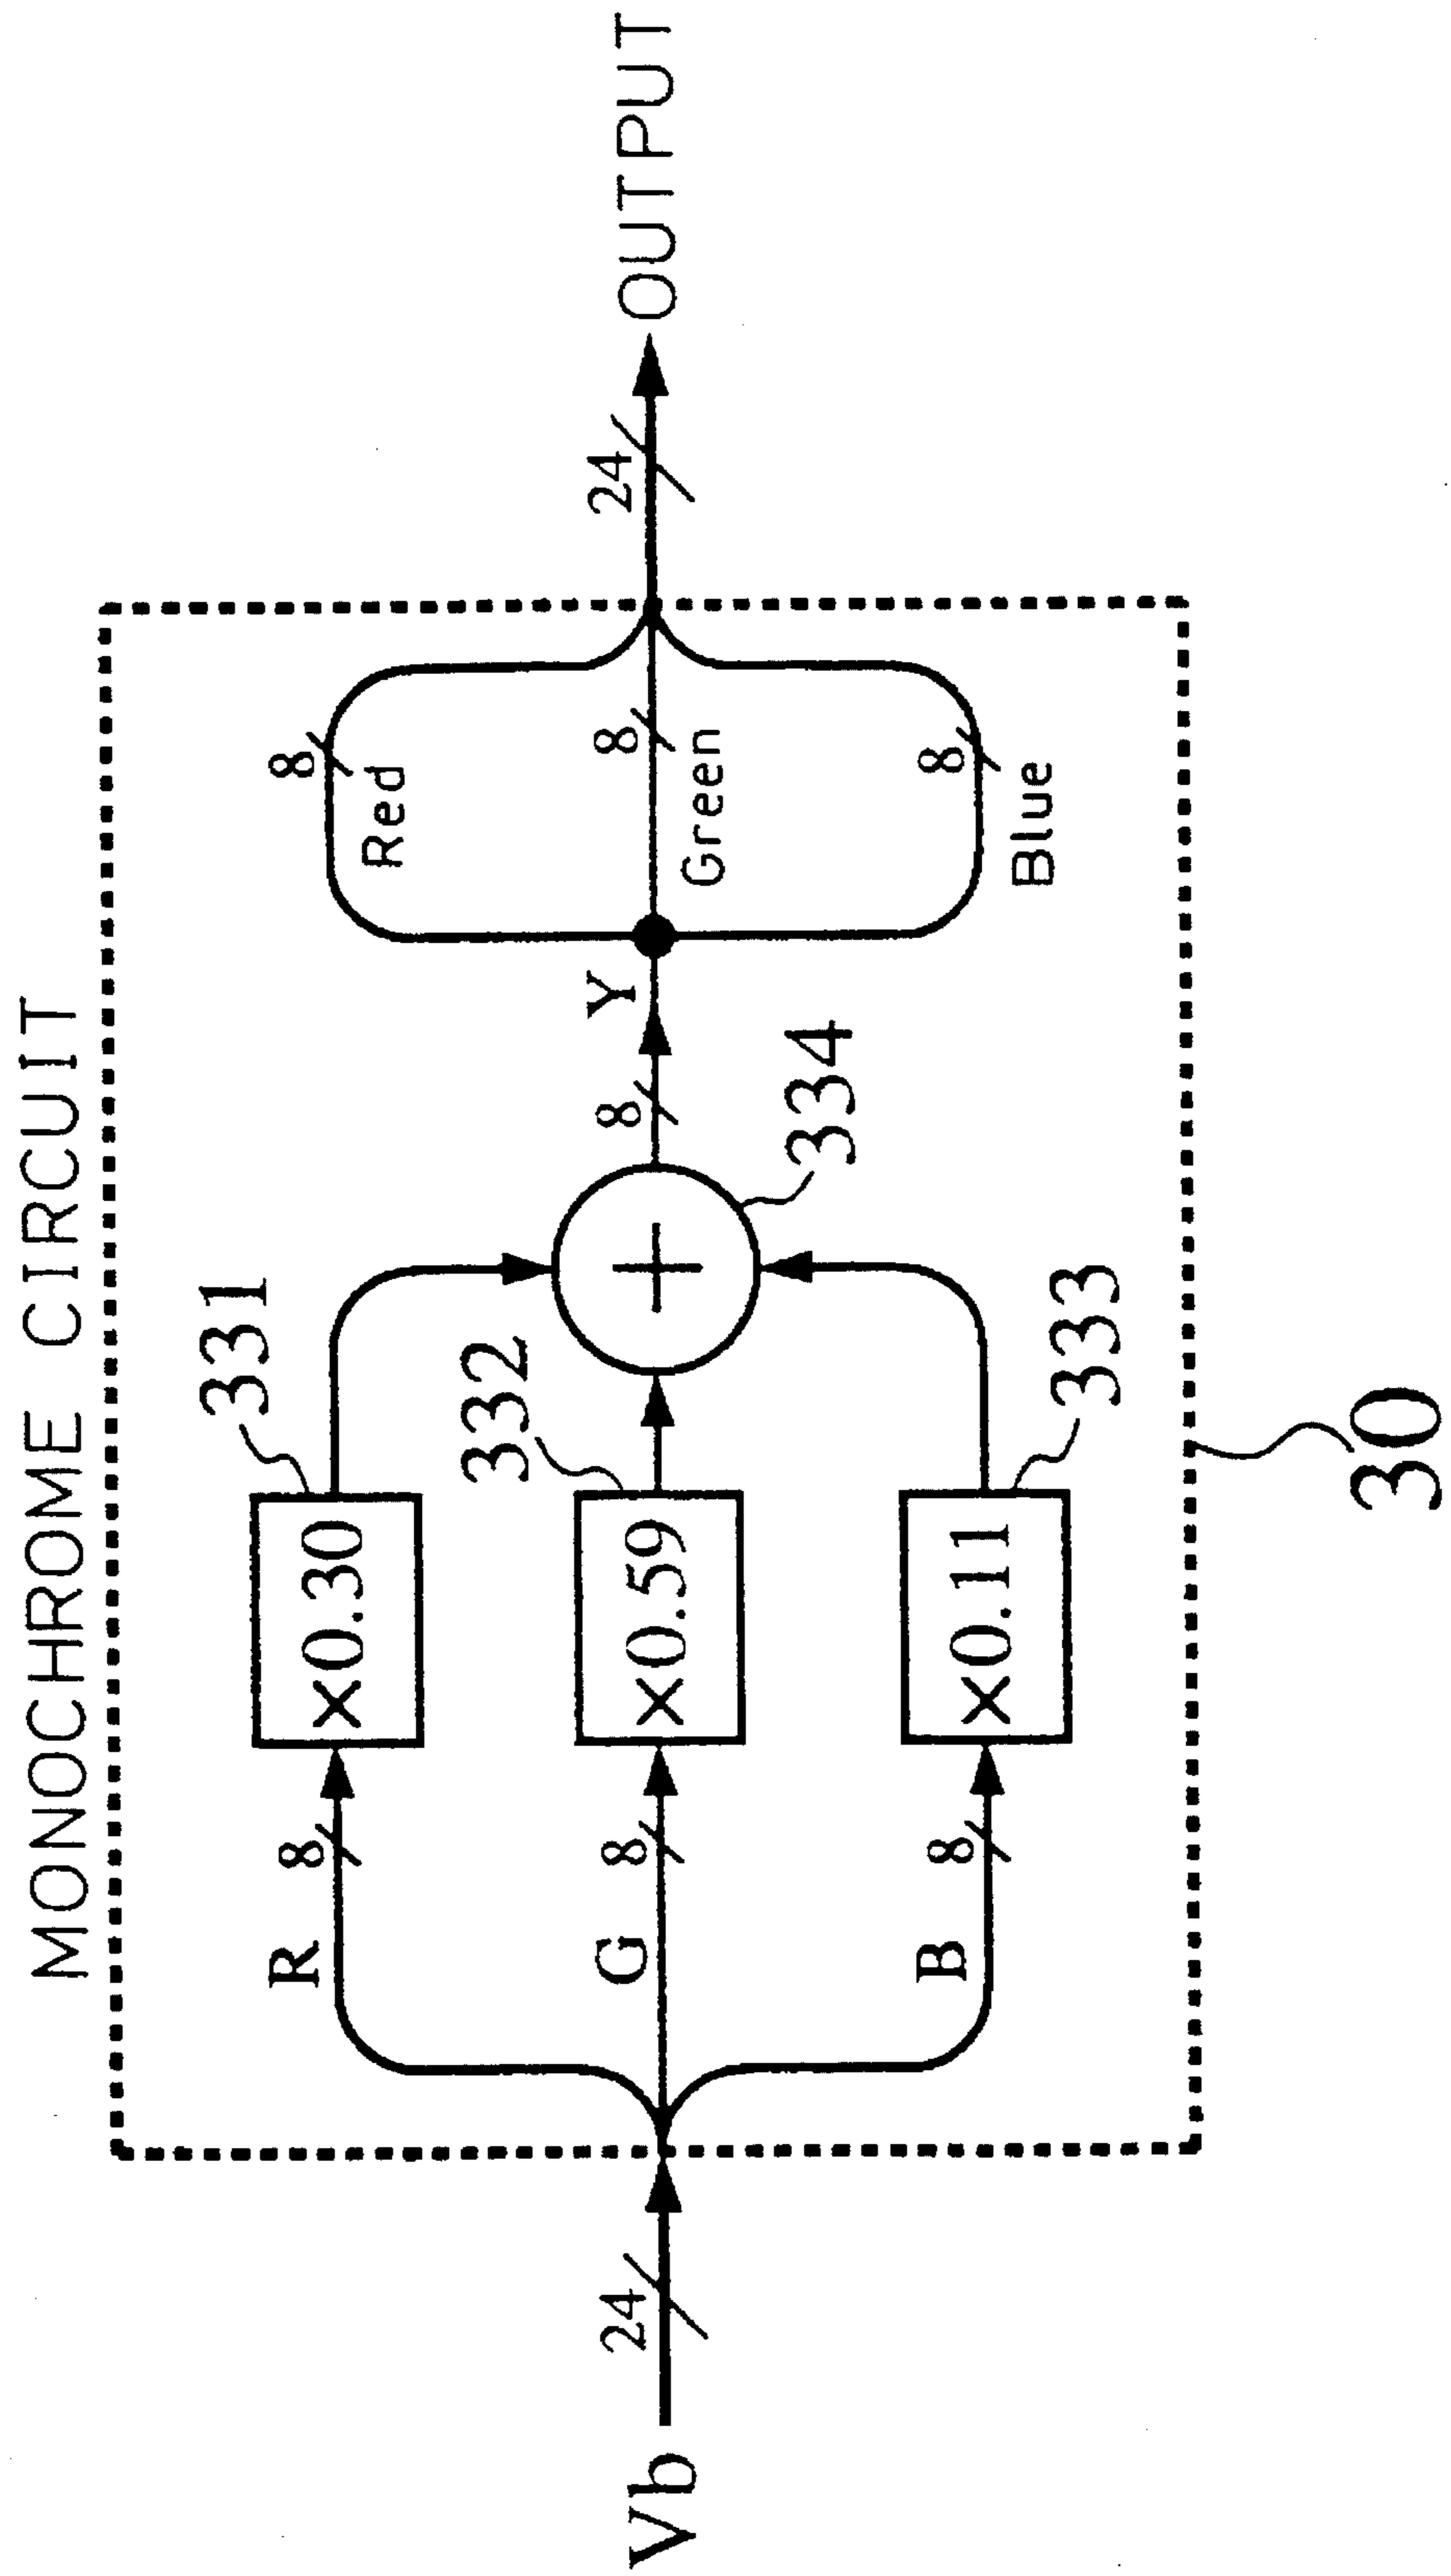 MONOCHROME CIRCUIT
Vb
24
R
8
×0.30
331
G
8
×0.59
332
B
8
×0.11
333
+
334
8
Y
8
Red
8
Green
8
Blue
24
OUTPUT
30